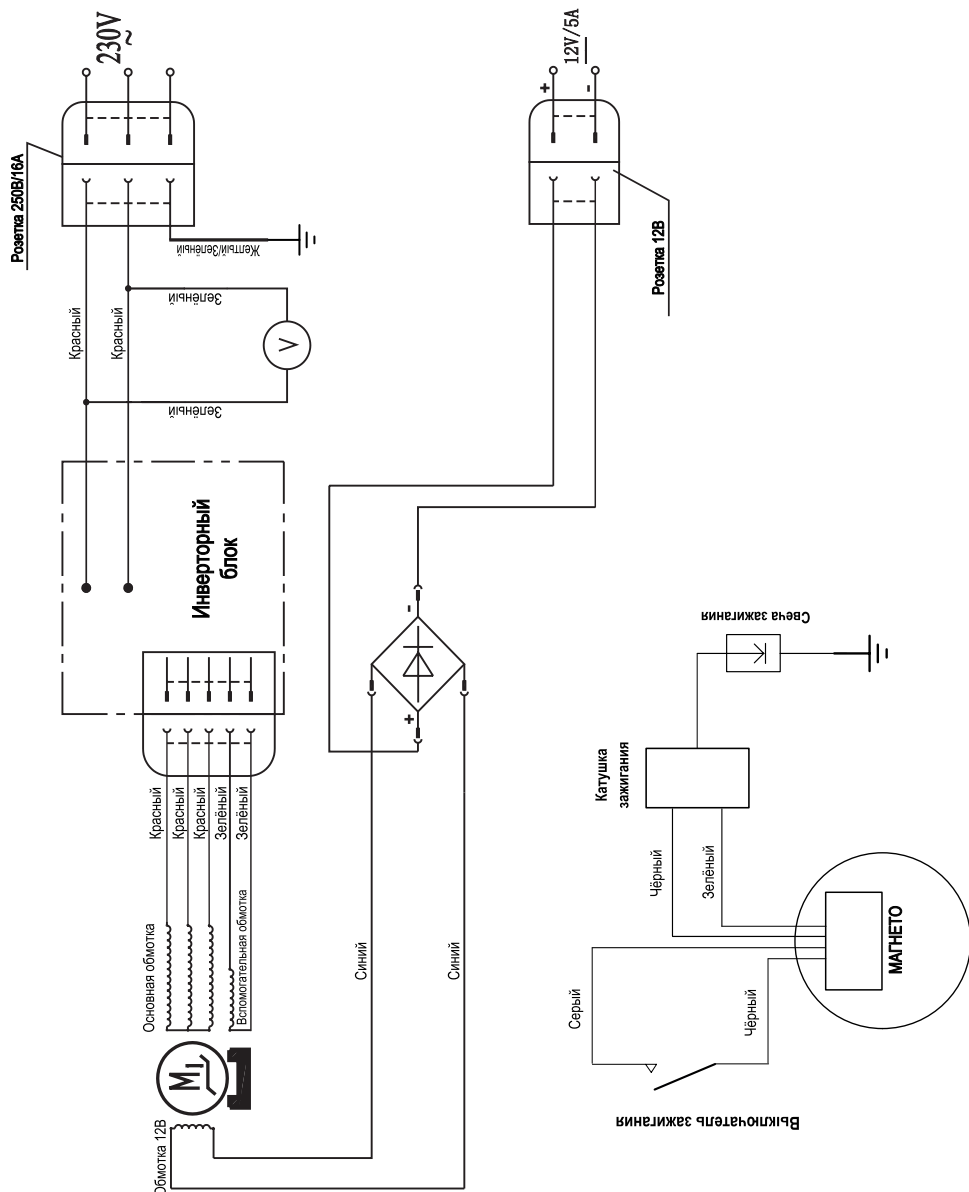 230V
~
Розетка 250В/16А
Жёлтый/Зелёный
Зелёный
Красный
Красный
V
Зелёный
Инверторный
блок
Красный
Красный
Красный
Зелёный
Зелёный
Основная обмотка
Вспомогательная обмотка
M1
Обмотка 12В
12V/5A
+
-
Розетка 12В
-
+
Синий
Синий
Свеча зажигания
Катушка
зажигания
Чёрный
Зелёный
МАГНЕТО
Серый
Чёрный
Выключатель зажигания